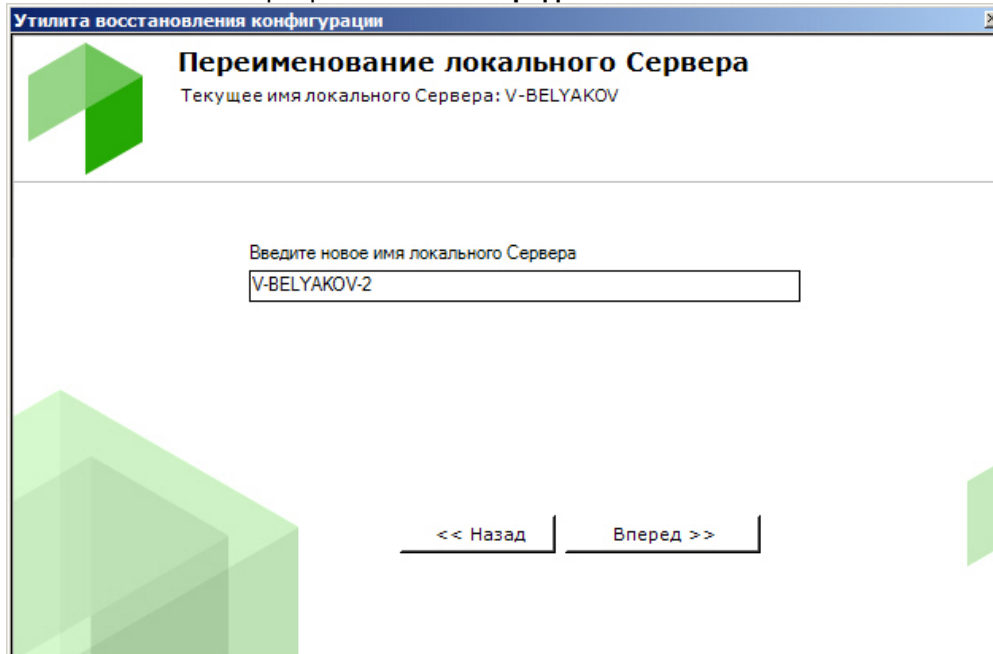 Утилита восстановления конфигурации
Переименование локального Сервера
Текущее имя локального Сервера: V-BELYAKOV
Введите новое имя локального Сервера
V-BELYAKOV-2
<< Назад
Вперед >>